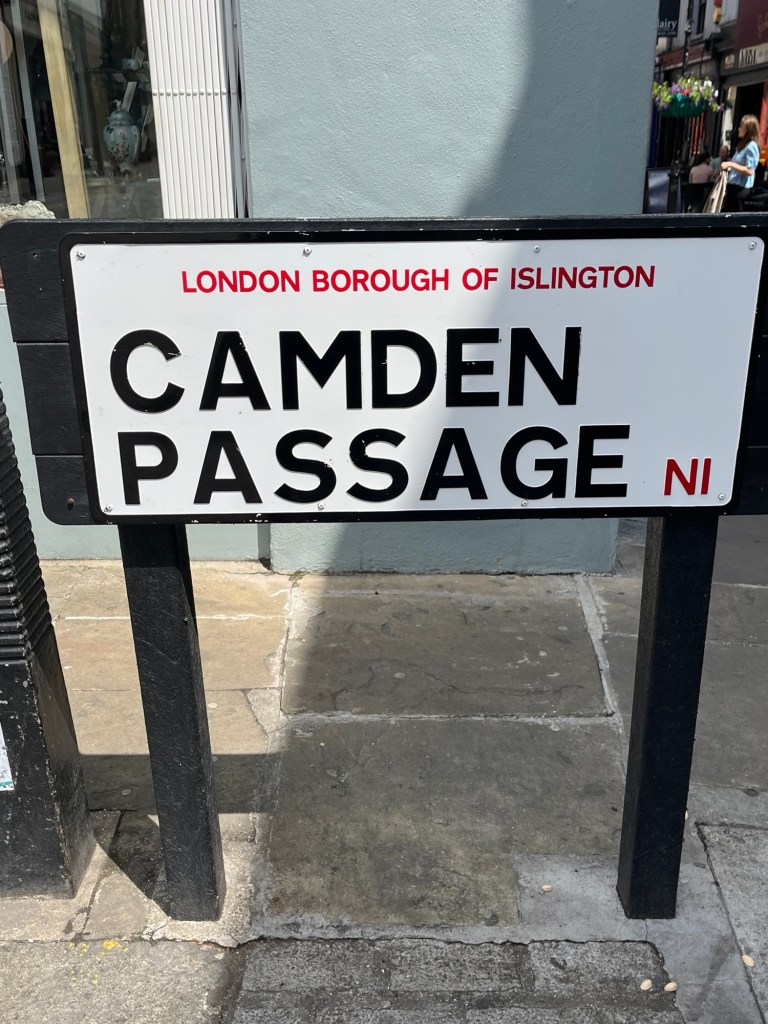 LONDON BOROUGH OF ISLINGTON
CAMDEN
PASSAGE
N1